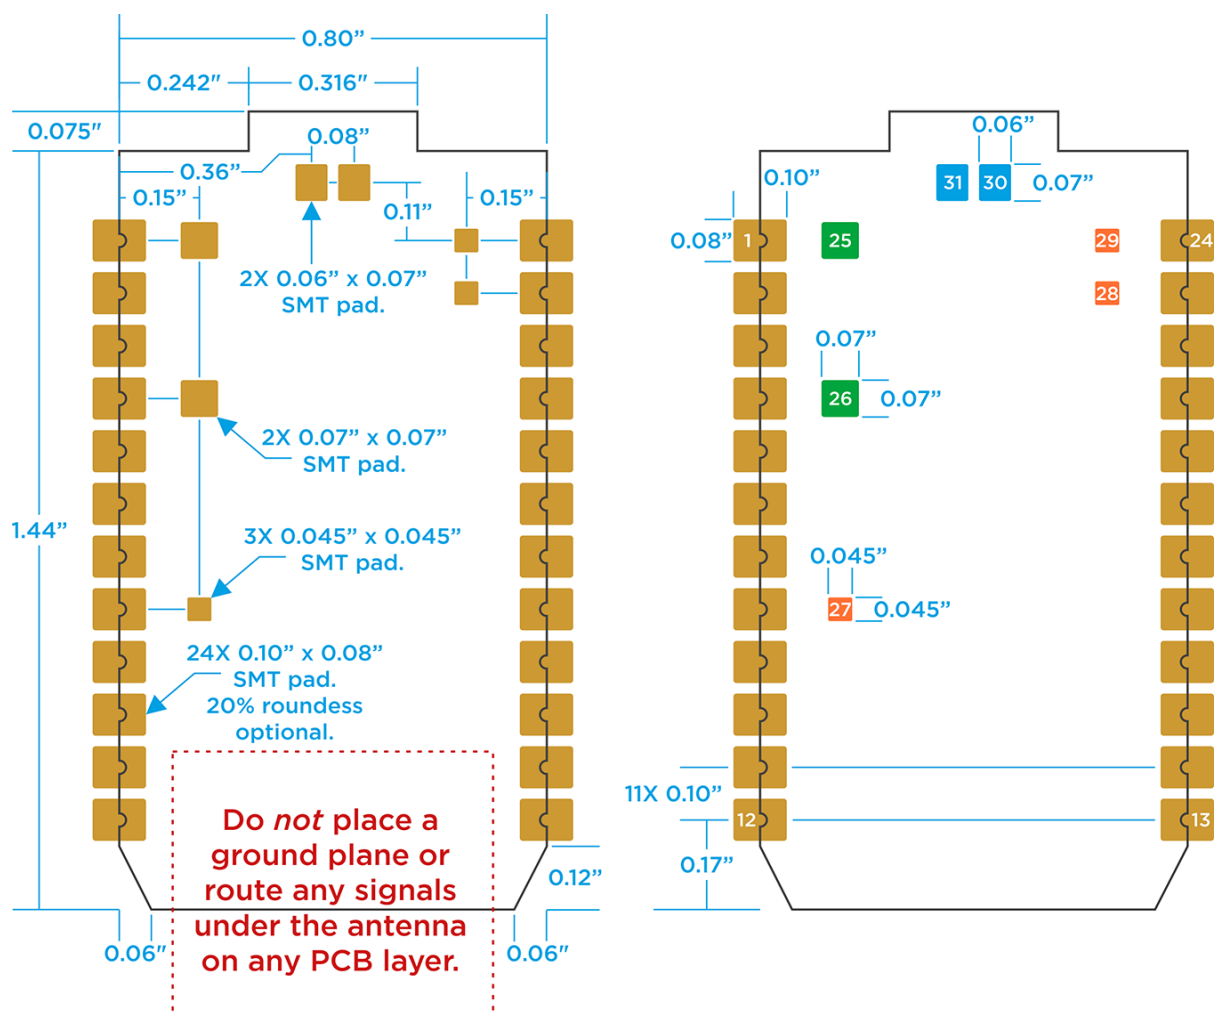 0.80”
0.242"
0.316"
0.075"
0.08”
0.36”
0.15”
0.11”
0.15”
2X 0.06” x 0.07”
SMT pad.
2X 0.07” x 0.07”
SMT pad.
1.44”
3X 0.045” x 0.045”
SMT pad.
24X 0.10” x 0.08”
SMT pad.
20% roundess
optional.
Do not place a
ground plane or
route any signals
under the antenna
on any PCB layer.
0.12”
0.06"
0.06"
0.06”
0.10”
31
30
0.07”
0.08”
1
25
29
24
28
0.07”
26
0.07”
0.045”
27
0.045”
11X 0.10”
12
13
0.17”